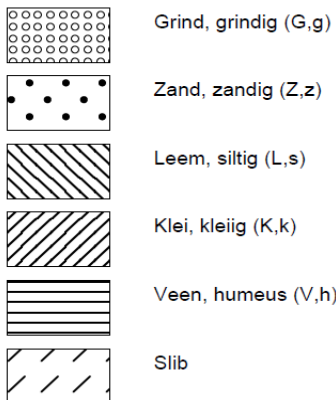 Grind, grindig (G,g)
Zand, zandig (Z,z)
Leem, siltig (L,s)
Klei, kleiig (K,k)
Veen, humeus (V,h)
Slib